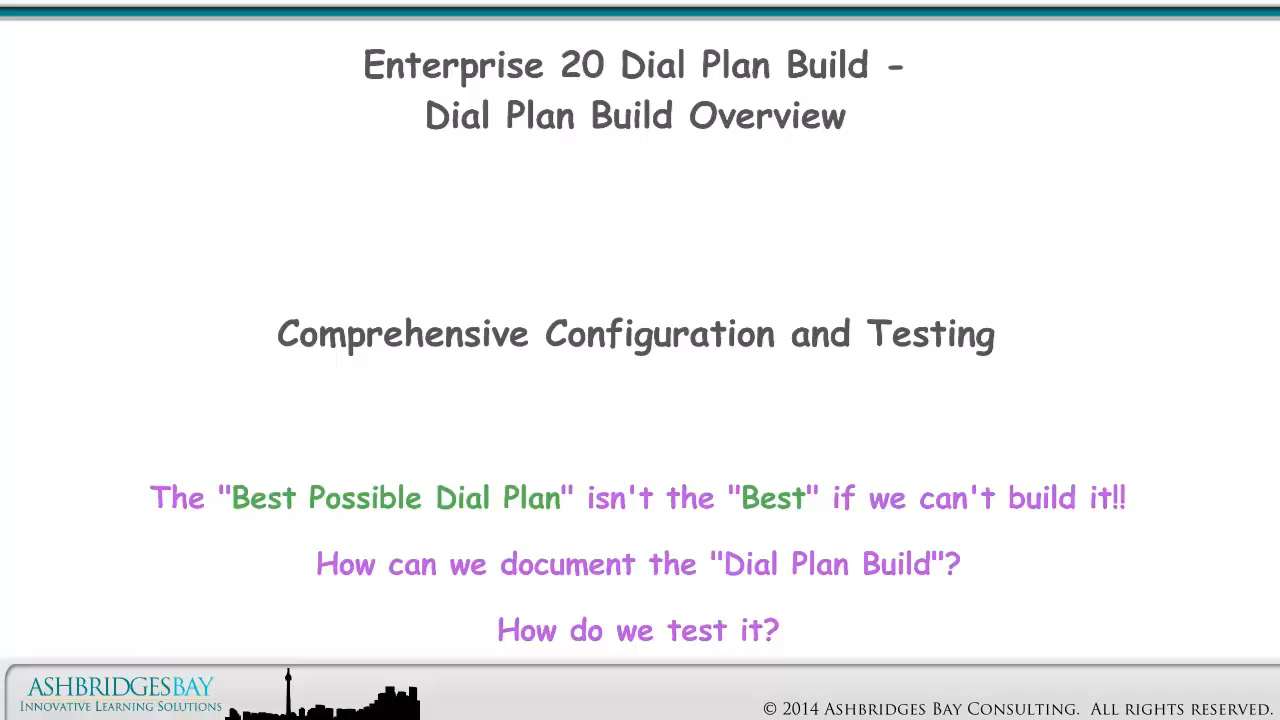 Enterprise 20 Dial Plan Build -
Dial Plan Build Overview
Comprehensive Configuration and Testing
The "Best Possible Dial Plan" isn't the "Best" if we can't build it!!
How can we document the "Dial Plan Build"?
How do we test it?
ASHBRIDGESBAY
INNOVATIVE LEARNING SOLUTIONS
© 2014 ASHBRIDGES BAY CONSULTING. ALL RIGHTS RESERVED.